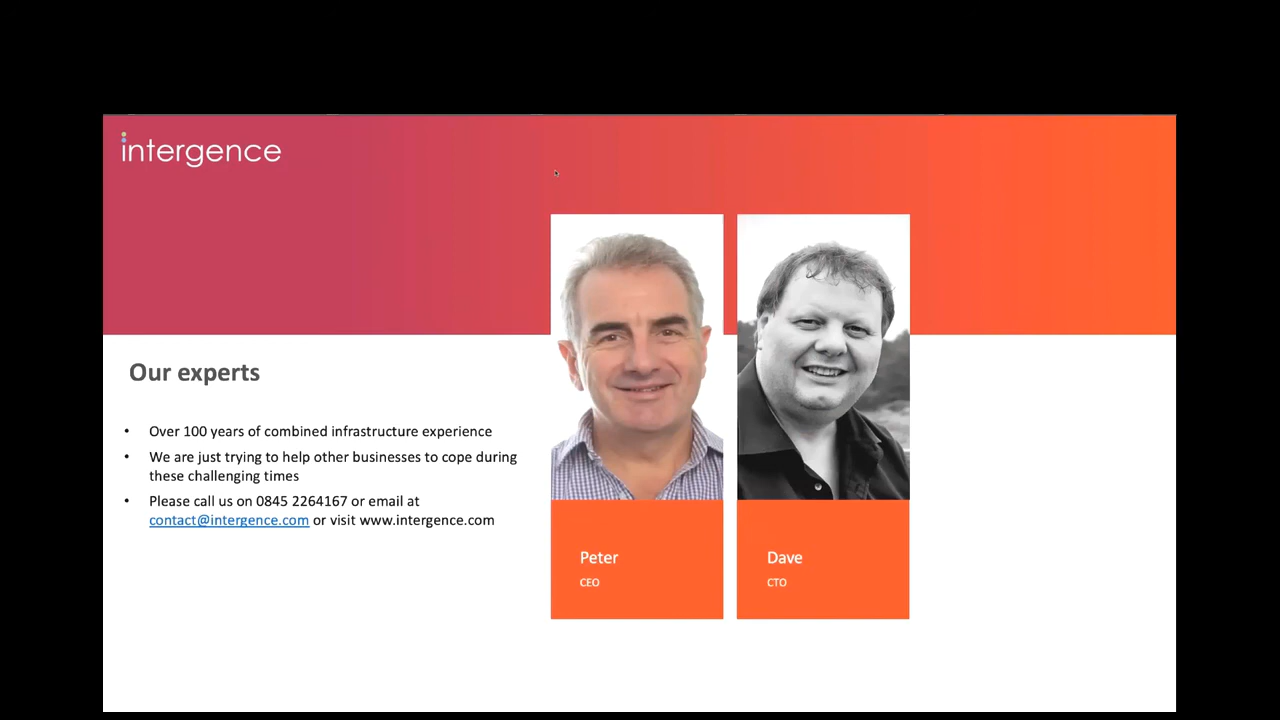 intergence
Our experts
• Over 100 years of combined infrastructure experience
• We are just trying to help other businesses to cope during
these challenging times
• Please call us on 0845 2264167 or email at
contact@intergence.com or visit www.intergence.com
Peter
CEO
Dave
CTO